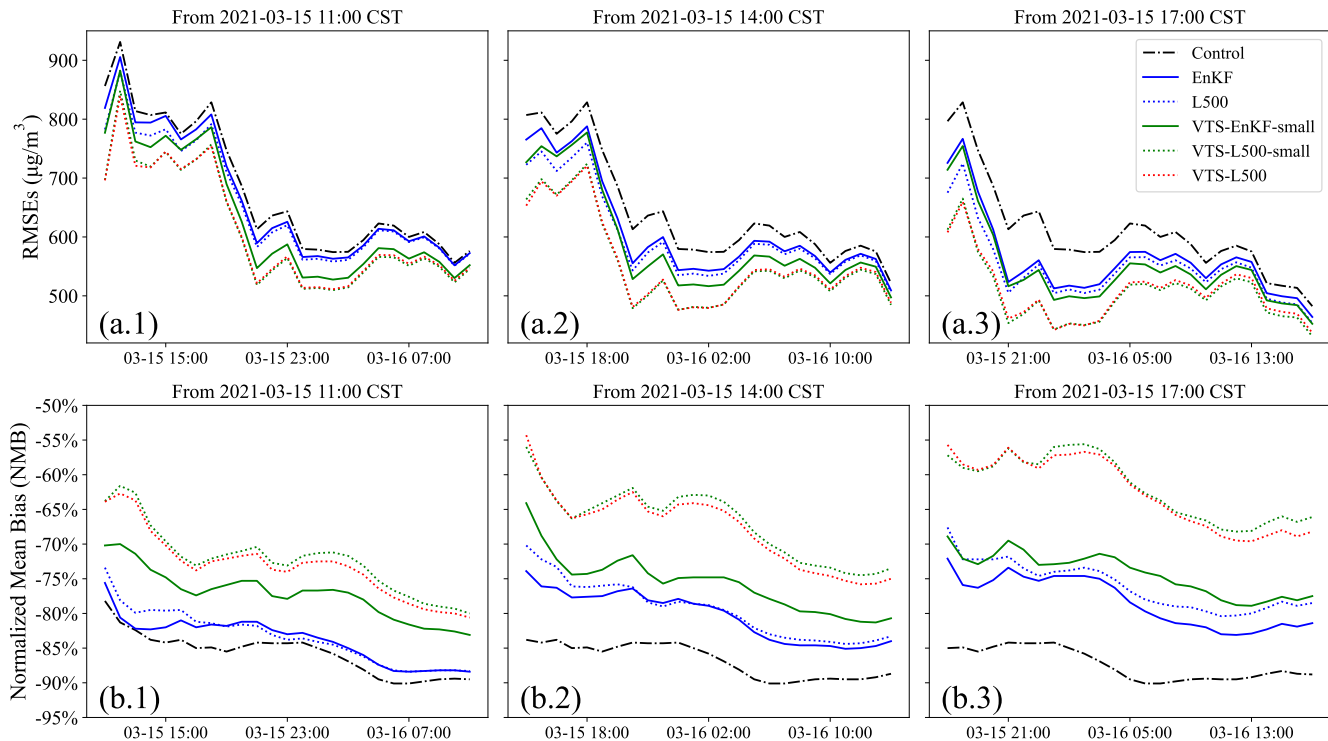 From 2021-03-15 11:00 CST
From 2021-03-15 14:00 CST
From 2021-03-15 17:00 CST
RMSEs (µg/m³)
900
800
700
600
500
Control
EnKF
L500
VTS-EnKF-small
VTS-L500-small
VTS-L500
(a.1)
(a.2)
(a.3)
03-15 15:00
03-15 23:00
03-16 07:00
03-15 18:00
03-16 02:00
03-16 10:00
03-15 21:00
03-16 05:00
03-16 13:00
From 2021-03-15 11:00 CST
From 2021-03-15 14:00 CST
From 2021-03-15 17:00 CST
Normalized Mean Bias (NMB)
-50%
-55%
-60%
-65%
-70%
-75%
-80%
-85%
-90%
-95%
(b.1)
(b.2)
(b.3)
03-15 15:00
03-15 23:00
03-16 07:00
03-15 18:00
03-16 02:00
03-16 10:00
03-15 21:00
03-16 05:00
03-16 13:00